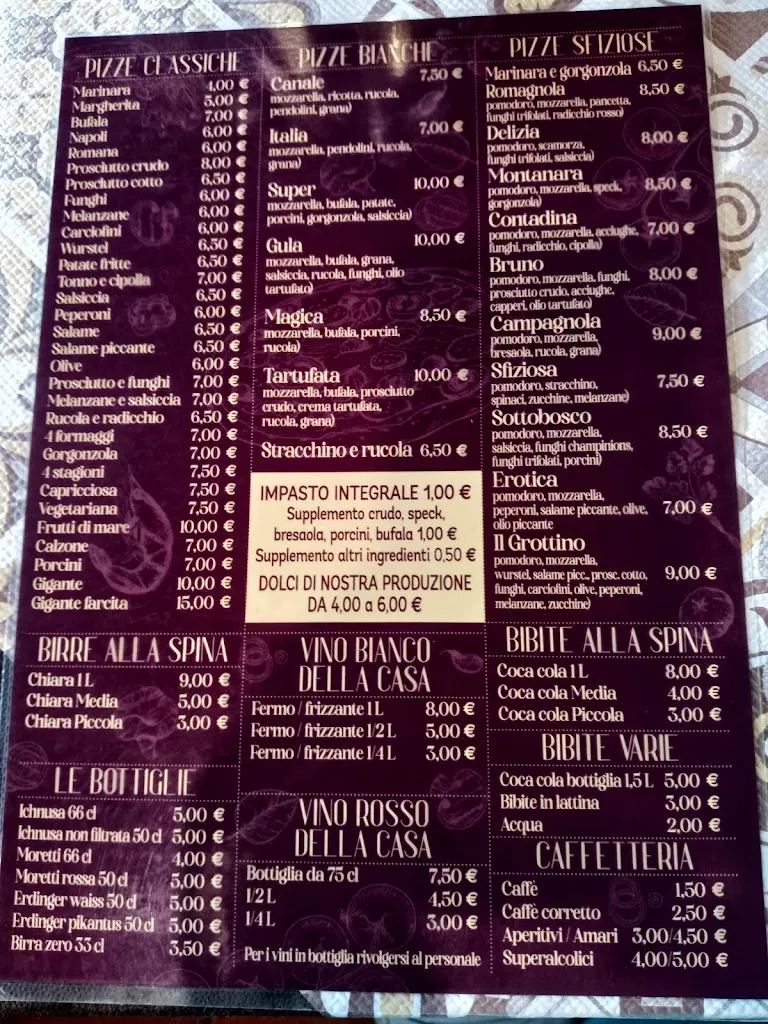 PIZZE CLASSICHE
Marinara 4,00 €
Margherita 5,00 €
Bufala 7,00 €
Napoli 6,00 €
Romana 6,00 €
Prosciutto crudo 8,00 €
Prosciutto cotto 6,50 €
Funghi 6,00 €
Melanzane 6,00 €
Carciofini 6,00 €
Wurstel 6,50 €
Patate fritte 6,50 €
Tonno e cipolla 7,00 €
Salsiccia 6,50 €
Peperoni 6,00 €
Salame 6,50 €
Salame piccante 6,50 €
Olive 6,00 €
Prosciutto e funghi 7,00 €
Melanzane e salsiccia 7,00 €
Rucola e radicchio 6,50 €
4 formaggi 7,00 €
Gorgonzola 7,00 €
4 stagioni 7,50 €
Capricciosa 7,50 €
Vegetariana 7,50 €
Frutti di mare 10,00 €
Calzone 7,00 €
Porcini 7,00 €
Gigante 10,00 €
Gigante farcita 15,00 €
BIRRE ALLA SPINA
Chiara 1 L 9,00 €
Chiara Media 5,00 €
Chiara Piccola 3,00 €
LE BOTTIGLIE
Ichnusa 66 cl 5,00 €
Ichnusa non filtrata 50 cl 5,00 €
Moretti 66 cl 4,00 €
Moretti rossa 50 cl 5,00 €
Erdinger waiss 50 cl 5,00 €
Erdinger pikantus 50 cl 5,00 €
Birra zero 33 cl 3,50 €
PIZZE BIANCHE
Canale 7,50 €
mozzarella, ricotta, rucola,
pendolini, grana)
Italia 7,00 €
mozzarella, pendolini, rucola,
grana)
Super 10,00 €
mozzarella, bufala, patate,
porcini, gorgonzola, salsiccia)
Gula 10,00 €
mozzarella, bufala, grana,
salsiccia, rucola, funghi, olio
tartufato)
Magica 8,50 €
mozzarella, bufala, porcini,
rucola)
Tartufata 10,00 €
mozzarella, bufala, prosciutto
crudo, crema tartufata,
rucola, grana)
Stracchino e rucola 6,50 €
IMPASTO INTEGRALE 1,00 €
Supplemento crudo, speck,
bresaola, porcini, bufala 1,00 €
Supplemento altri ingredienti 0,50 €
DOLCI DI NOSTRA PRODUZIONE
DA 4,00 a 6,00 €
VINO BIANCO
DELLA CASA
Fermo / frizzante 1 L 8,00 €
Fermo / frizzante 1/2 L 5,00 €
Fermo / frizzante 1/4 L 3,00 €
VINO ROSSO
DELLA CASA
Bottiglia da 75 cl 7,50 €
1/2 L 4,50 €
1/4 L 3,00 €
Per i vini in bottiglia rivolgersi al personale
PIZZE SFIZIOSE
Marinara e gorgonzola 6,50 €
Romagnola 8,50 €
pomodoro, mozzarella, pancetta,
funghi trifolati, radicchio rosso)
Delizia 8,00 €
pomodoro, scamorza,
funghi trifolati, salsiccia)
Montanara 8,50 €
pomodoro, mozzarella, speck,
gorgonzola)
Contadina 7,00 €
pomodoro, mozzarella, acciughe,
funghi, radicchio, cipolla)
Bruno 8,00 €
pomodoro, mozzarella, funghi,
prosciutto crudo, acciughe,
capperi, olio tartufato)
Campagnola 9,00 €
pomodoro, mozzarella,
bresaola, rucola, grana)
Sfiziosa 7,50 €
pomodoro, stracchino,
spinaci, zucchine, melanzane)
Sottobosco 8,50 €
pomodoro, mozzarella,
salsiccia, funghi champinions,
funghi trifolati, porcini)
Erotica 7,00 €
pomodoro, mozzarella,
peperoni, salame piccante, olive,
olio piccante
Il Grottino 9,00 €
pomodoro, mozzarella,
wurstel, salame picc., prosc. cotto,
funghi, carciofini, olive, peperoni,
melanzane, zucchine)
BIBITE ALLA SPINA
Coca cola 1 L 8,00 €
Coca cola Media 4,00 €
Coca cola Piccola 3,00 €
BIBITE VARIE
Coca cola bottiglia 1,5 L 5,00 €
Bibite in lattina 3,00 €
Acqua 2,00 €
CAFFETTERIA
Caffè 1,50 €
Caffè corretto 2,50 €
Aperitivi / Amari 3,00/4,50 €
Superalcolici 4,00/5,00 €